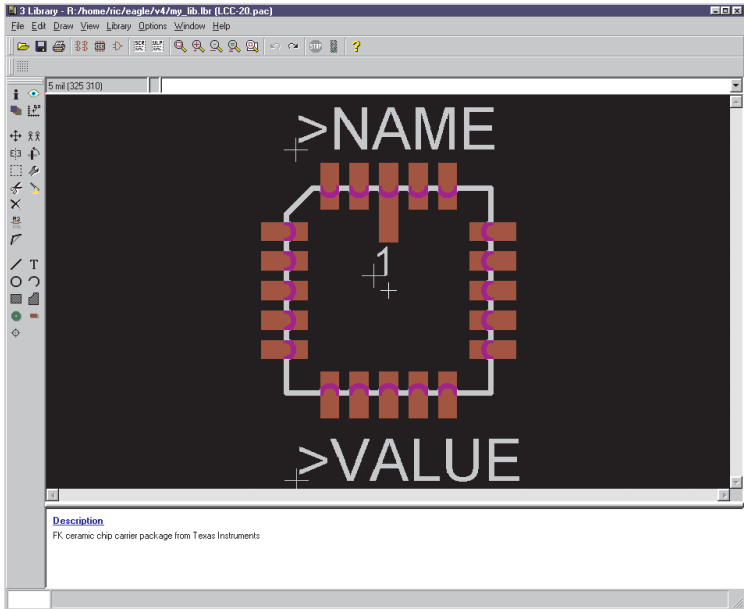 3 Library - R:/home/ric/eagle/v4/my_lib.lbr (LCC-20.pac)
File Edit Draw View Library Options Window Help
5 mil (325 310)
>NAME
1
>VALUE
Description
FK ceramic chip carrier package from Texas Instruments